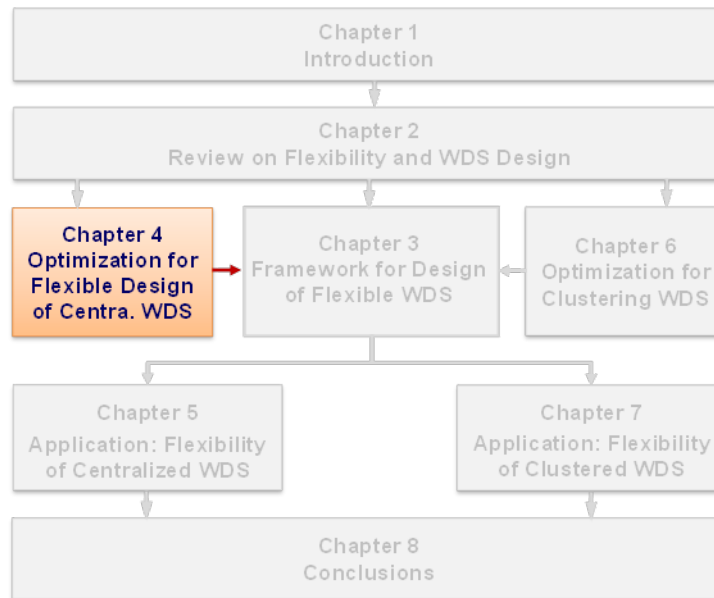 Chapter 1
Introduction
Chapter 2
Review on Flexibility and WDS Design
Chapter 4
Optimization for
Flexible Design
of Centra. WDS
Chapter 3
Framework for Design
of Flexible WDS
Chapter 6
Optimization for
Clustering WDS
Chapter 5
Application: Flexibility
of Centralized WDS
Chapter 7
Application: Flexibility
of Clustered WDS
Chapter 8
Conclusions